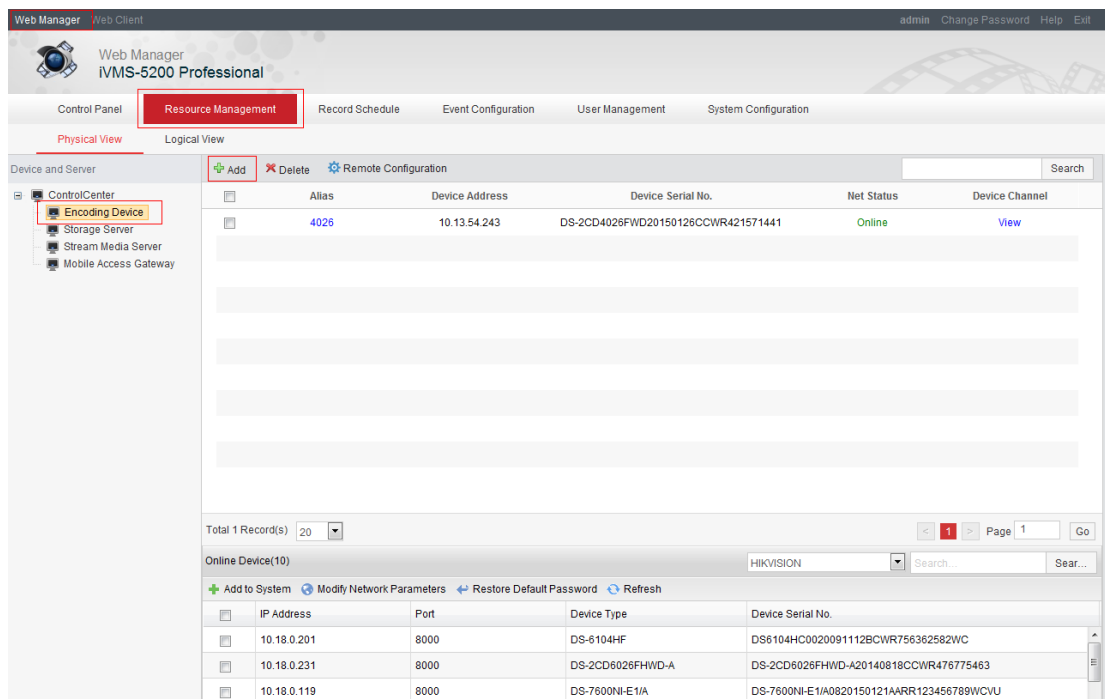 Web Manager Web Client admin Change Password Help Exit
Web Manager
iVMS-5200 Professional
Control Panel Resource Management Record Schedule Event Configuration User Management System Configuration
Physical View Logical View
Device and Server Add Delete Remote Configuration Search
ControlCenter
Encoding Device
Storage Server
Stream Media Server
Mobile Access Gateway
Alias Device Address Device Serial No. Net Status Device Channel
4026 10.13.54.243 DS-2CD4026FWD20150126CCWR421571441 Online View
Total 1 Record(s) 20 < 1 > Page 1 Go
Online Device(10) HIKVISION Search... Sear...
Add to System Modify Network Parameters Restore Default Password Refresh
IP Address Port Device Type Device Serial No.
10.18.0.201 8000 DS-6104HF DS6104HC0020091112BCWR756362582WC
10.18.0.231 8000 DS-2CD6026FHWD-A DS-2CD6026FHWD-A20140818CCWR476775463
10.18.0.119 8000 DS-7600NI-E1/A DS-7600NI-E1/A0820150121AARR123456789WCVU